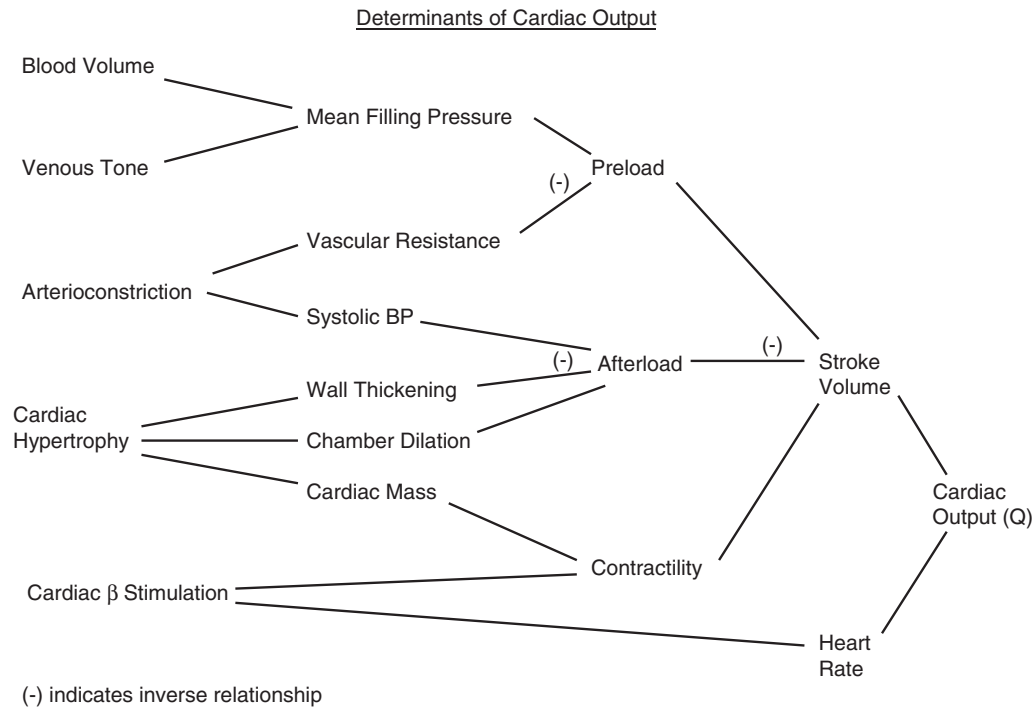 Determinants of Cardiac Output
Blood Volume
Mean Filling Pressure
Venous Tone
(-)
Preload
Vascular Resistance
Arterioconstriction
Systolic BP
(-)
Afterload
(-)
Stroke
Volume
Wall Thickening
Cardiac
Hypertrophy
Chamber Dilation
Cardiac Mass
Cardiac
Output (Q)
Contractility
Cardiac β Stimulation
Heart
Rate
(-) indicates inverse relationship